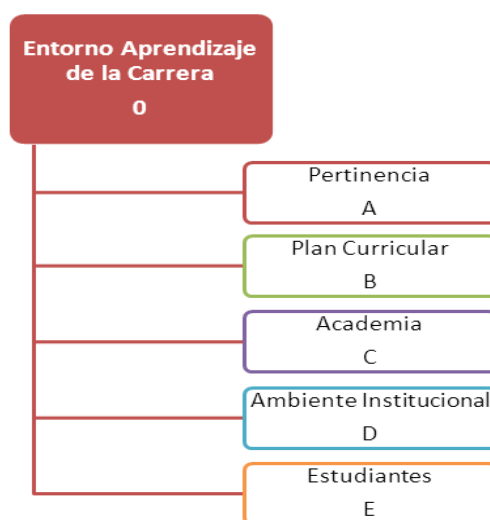 Entorno Aprendizaje
de la Carrera
0
Pertinencia
A
Plan Curricular
B
Academia
C
Ambiente Institucional
D
Estudiantes
E